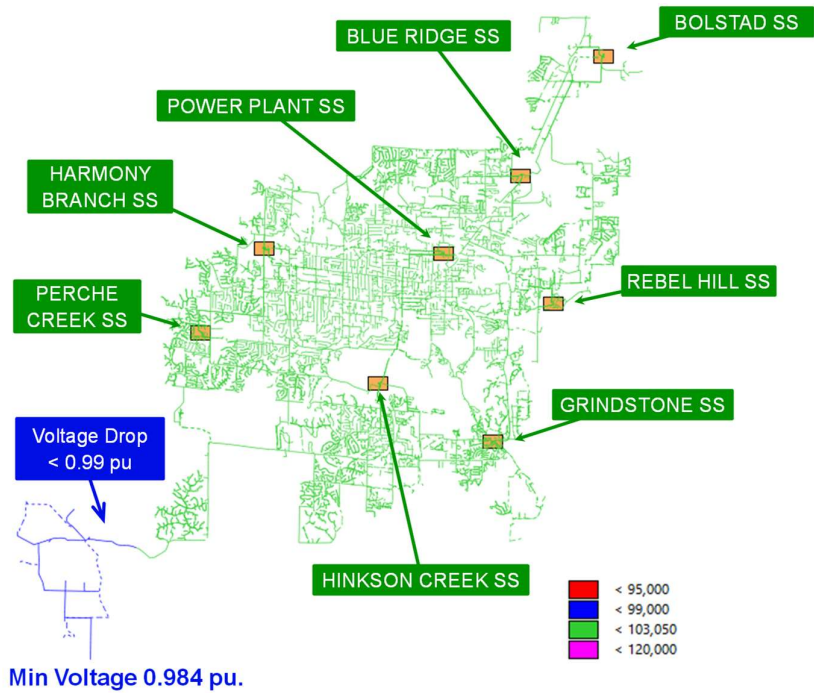 BOLSTAD SS
BLUE RIDGE SS
POWER PLANT SS
HARMONY
BRANCH SS
REBEL HILL SS
PERCHE
CREEK SS
GRINDSTONE SS
Voltage Drop
< 0.99 pu
HINKSON CREEK SS
< 95,000
< 99,000
< 103,050
< 120,000
Min Voltage 0.984 pu.